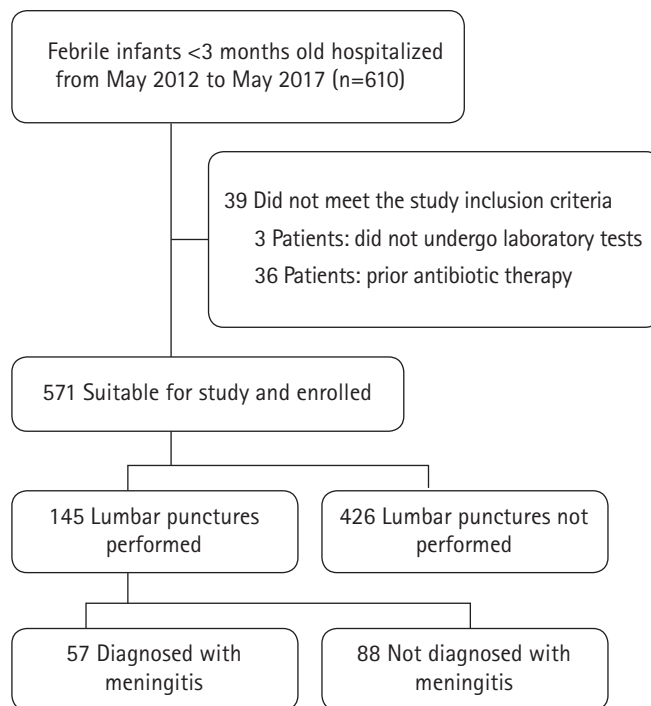 Febrile infants <3 months old hospitalized
from May 2012 to May 2017 (n=610)
39 Did not meet the study inclusion criteria
3 Patients: did not undergo laboratory tests
36 Patients: prior antibiotic therapy
571 Suitable for study and enrolled
145 Lumbar punctures
performed
426 Lumbar punctures not
performed
57 Diagnosed with
meningitis
88 Not diagnosed with
meningitis